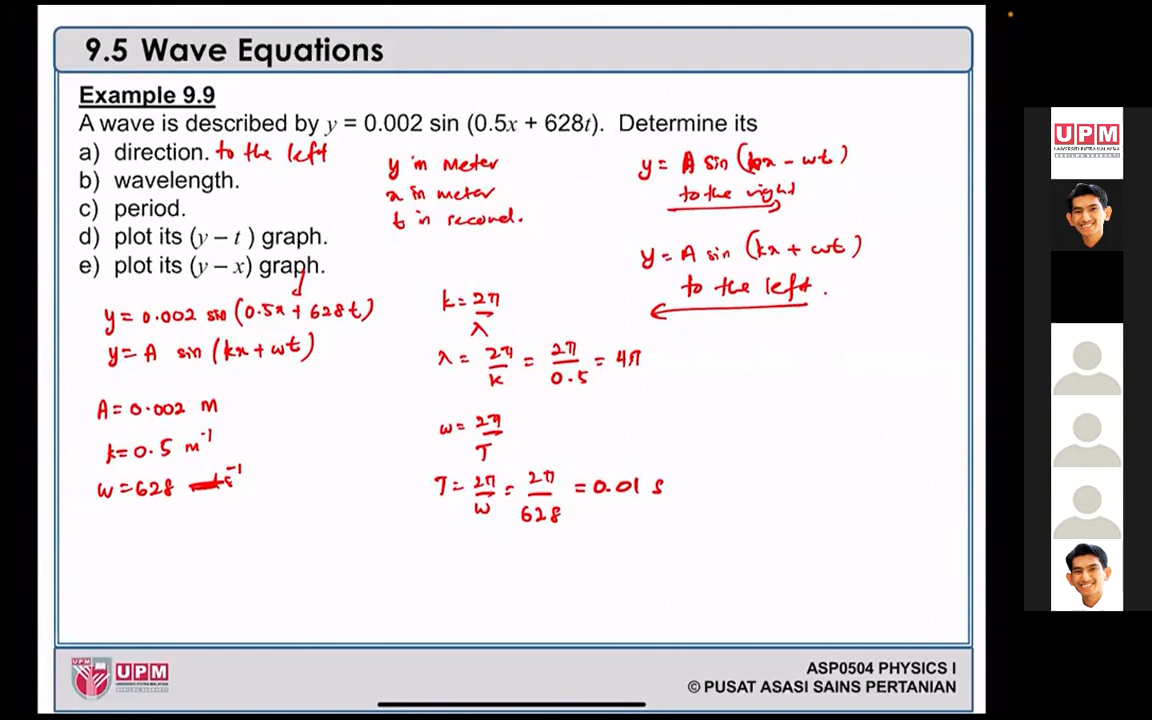 9.5 Wave Equations
Example 9.9
A wave is described by y = 0.002 sin (0.5x + 628t). Determine its
a) direction. to the left
b) wavelength.
c) period.
d) plot its (y – t ) graph.
e) plot its (y – x) graph.
y in meter
x in meter
t in second.
y = A sin (kx - ωt)
to the right
y = A sin (kx + ωt)
to the left.
y = 0.002 sin (0.5x + 628t)
y = A sin (kx + ωt)
A = 0.002 m
k = 0.5 m⁻¹
ω = 628 s⁻¹
k = 2π/λ
λ = 2π/k = 2π/0.5 = 4π
ω = 2π/T
T = 2π/ω = 2π/628 = 0.01 s
UPM
UPM
ASP0504 PHYSICS I
© PUSAT ASASI SAINS PERTANIAN
UPM